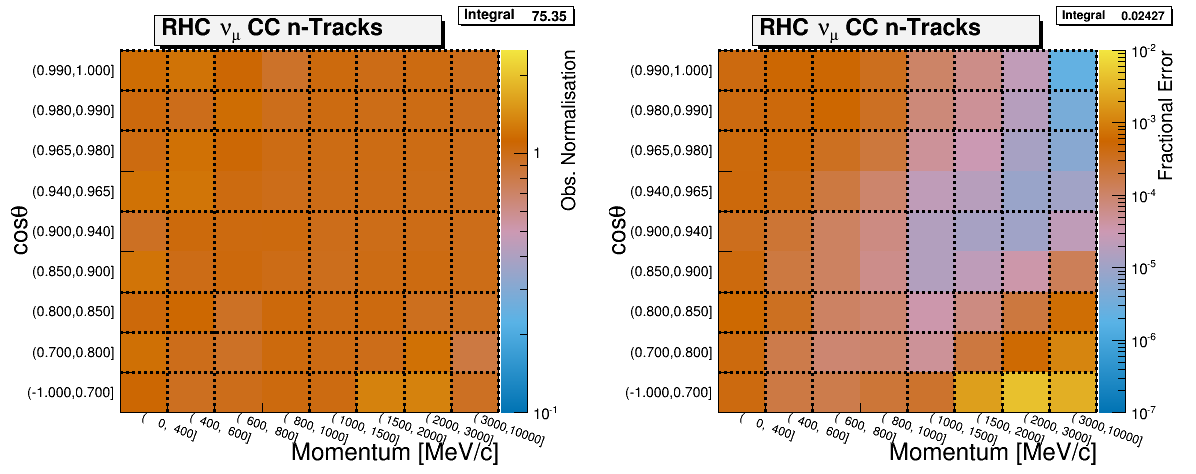 RHC νμ CC n-Tracks
Integral 75.35
(0.990,1.000]
(0.980,0.990]
(0.965,0.980]
(0.940,0.965]
(0.900,0.940]
(0.850,0.900]
(0.800,0.850]
(0.700,0.800]
(-1.000,0.700]
cosθ
( 0, 400]
( 400, 600]
( 600, 800]
( 800, 1000]
( 1000, 1500]
( 1500, 2000]
( 2000, 3000]
( 3000,10000]
Momentum [MeV/c]
1
10-1
Obs. Normalisation
RHC νμ CC n-Tracks
Integral 0.02427
(0.990,1.000]
(0.980,0.990]
(0.965,0.980]
(0.940,0.965]
(0.900,0.940]
(0.850,0.900]
(0.800,0.850]
(0.700,0.800]
(-1.000,0.700]
cosθ
( 0, 400]
( 400, 600]
( 600, 800]
( 800, 1000]
( 1000, 1500]
( 1500, 2000]
( 2000, 3000]
( 3000,10000]
Momentum [MeV/c]
10-2
10-3
10-4
10-5
10-6
10-7
Fractional Error